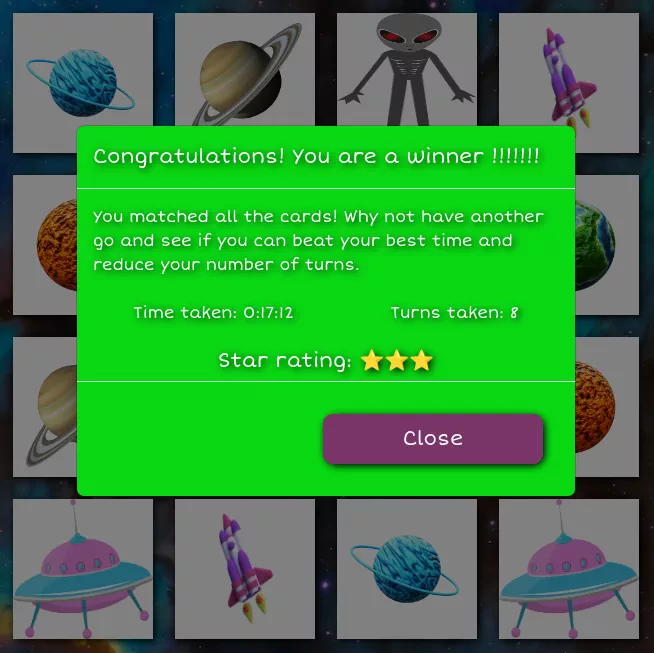 Congratulations! You are a winner !!!!!!!
You matched all the cards! Why not have another
go and see if you can beat your best time and
reduce your number of turns.
Time taken: 0:17:12
Turns taken: 8
Star rating: ⭐⭐⭐
Close